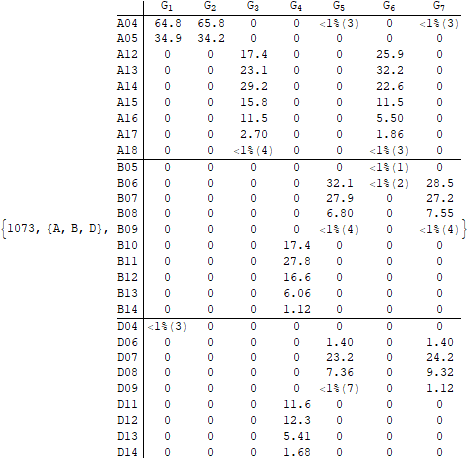 G1 G2 G3 G4 G5 G6 G7
A04 64.8 65.8 0 0 <1%(3) 0 <1%(3)
A05 34.9 34.2 0 0 0 0 0
A12 0 0 17.4 0 0 25.9 0
A13 0 0 23.1 0 0 32.2 0
A14 0 0 29.2 0 0 22.6 0
A15 0 0 15.8 0 0 11.5 0
A16 0 0 11.5 0 0 5.50 0
A17 0 0 2.70 0 0 1.86 0
A18 0 0 <1%(4) 0 0 <1%(3) 0
B05 0 0 0 0 0 <1%(1) 0
B06 0 0 0 0 32.1 <1%(2) 28.5
B07 0 0 0 0 27.9 0 27.2
B08 0 0 0 0 6.80 0 7.55
{1073, {A, B, D}, B09 0 0 0 0 <1%(4) 0 <1%(4)}
B10 0 0 0 17.4 0 0 0
B11 0 0 0 27.8 0 0 0
B12 0 0 0 16.6 0 0 0
B13 0 0 0 6.06 0 0 0
B14 0 0 0 1.12 0 0 0
D04 <1%(3) 0 0 0 0 0 0
D06 0 0 0 0 1.40 0 1.40
D07 0 0 0 0 23.2 0 24.2
D08 0 0 0 0 7.36 0 9.32
D09 0 0 0 0 <1%(7) 0 1.12
D11 0 0 0 11.6 0 0 0
D12 0 0 0 12.3 0 0 0
D13 0 0 0 5.41 0 0 0
D14 0 0 0 1.68 0 0 0